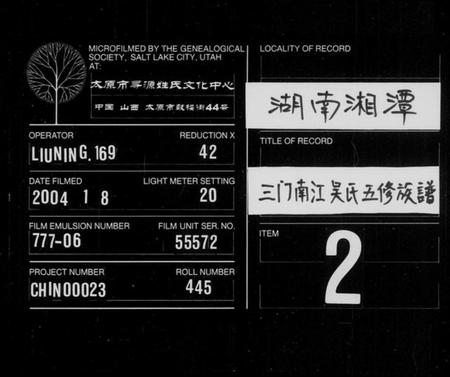 MICROFILMED BY THE GENEALOGICAL
SOCIETY, SALT LAKE CITY, UTAH
AT:
太原市寻源姓氏文化中心
中国 山西 太原市敦化街44号
OPERATOR
LIUNING.169
REDUCTION X
42
DATE FILMED
2004 1 8
LIGHT METER SETTING
20
FILM EMULSION NUMBER
777-06
FILM UNIT SER. NO.
55572
PROJECT NUMBER
CHIN00023
ROLL NUMBER
445
LOCALITY OF RECORD
湖南湘潭
TITLE OF RECORD
三门南江吴氏五修族譜
ITEM
2